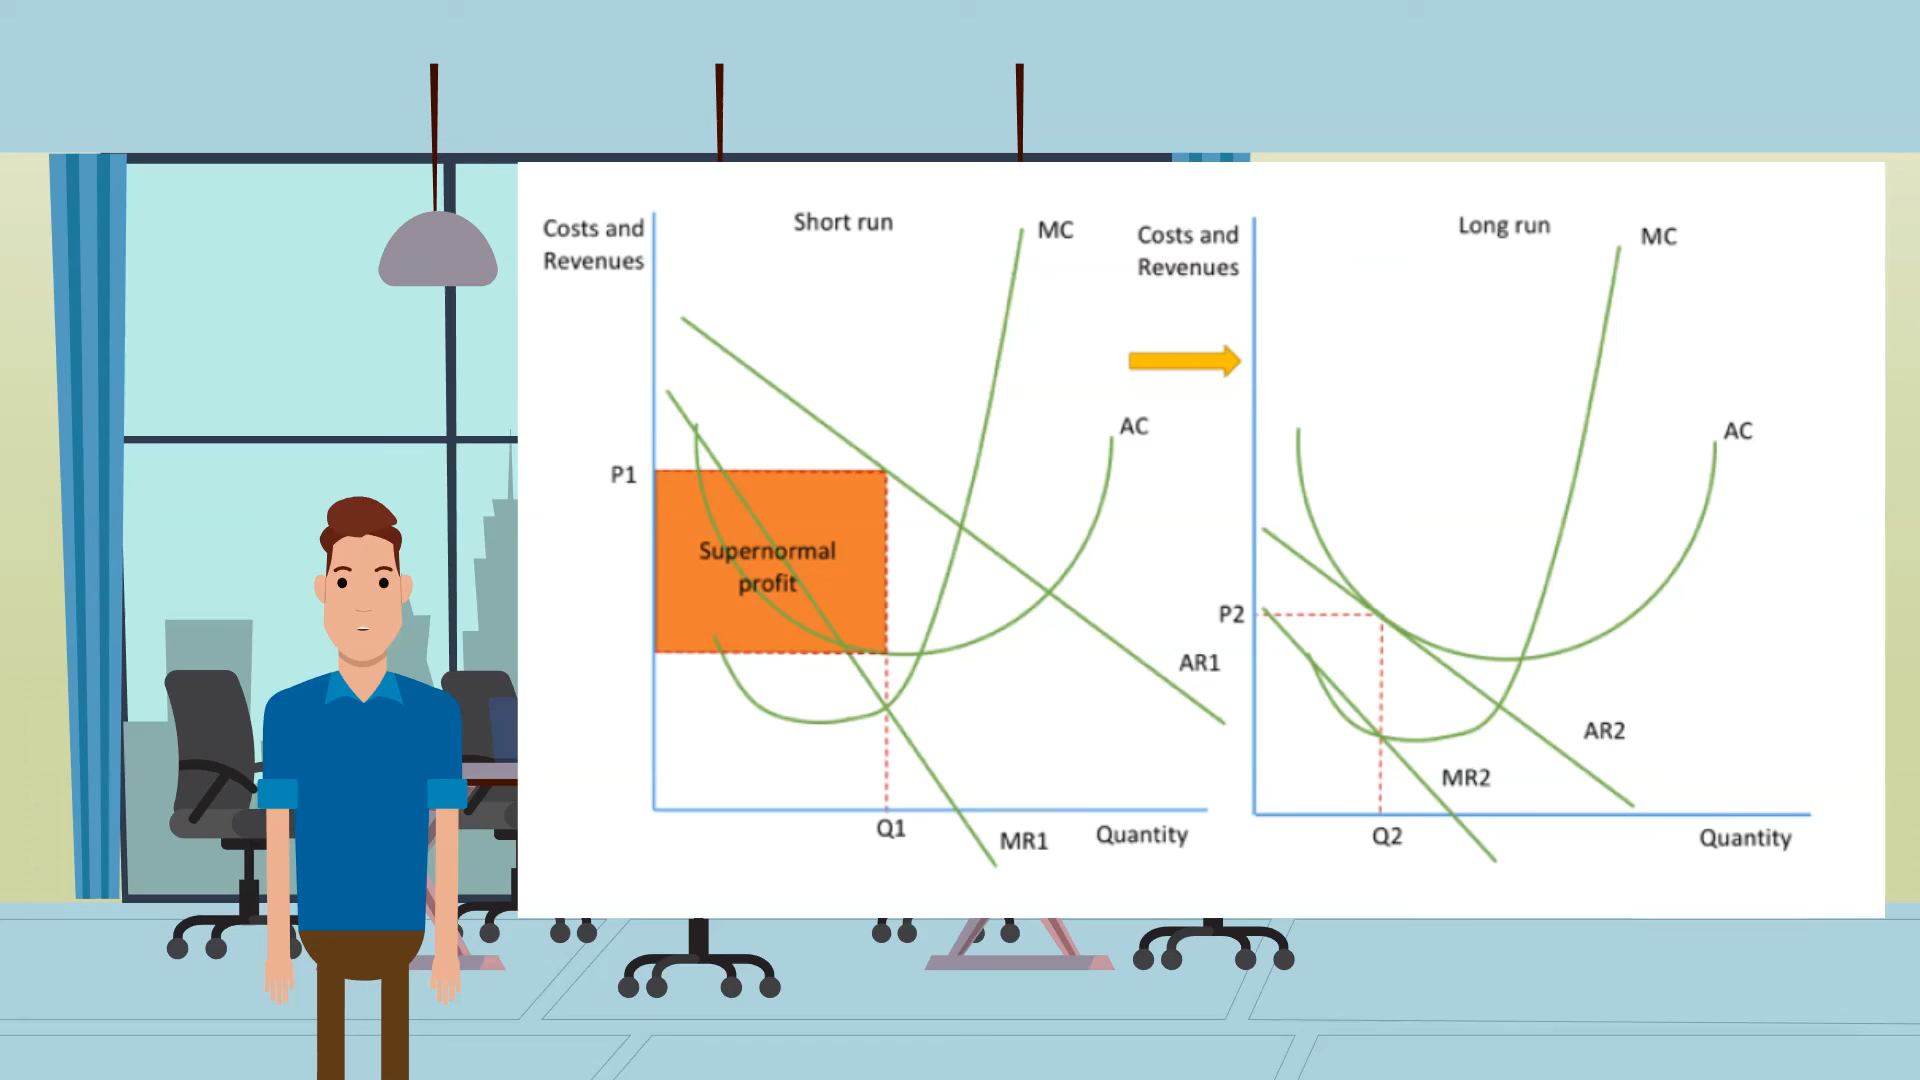 Costs and
Revenues
Short run
MC
AC
P1
Supernormal
profit
AR1
Q1
MR1
Quantity
Costs and
Revenues
Long run
MC
AC
P2
AR2
MR2
Q2
Quantity